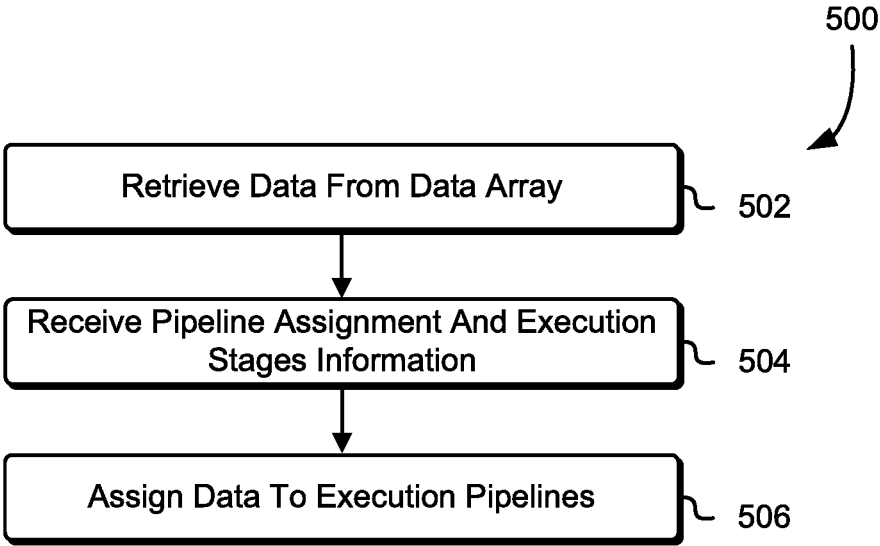 500
Retrieve Data From Data Array
502
Receive Pipeline Assignment And Execution
Stages Information
504
Assign Data To Execution Pipelines
506